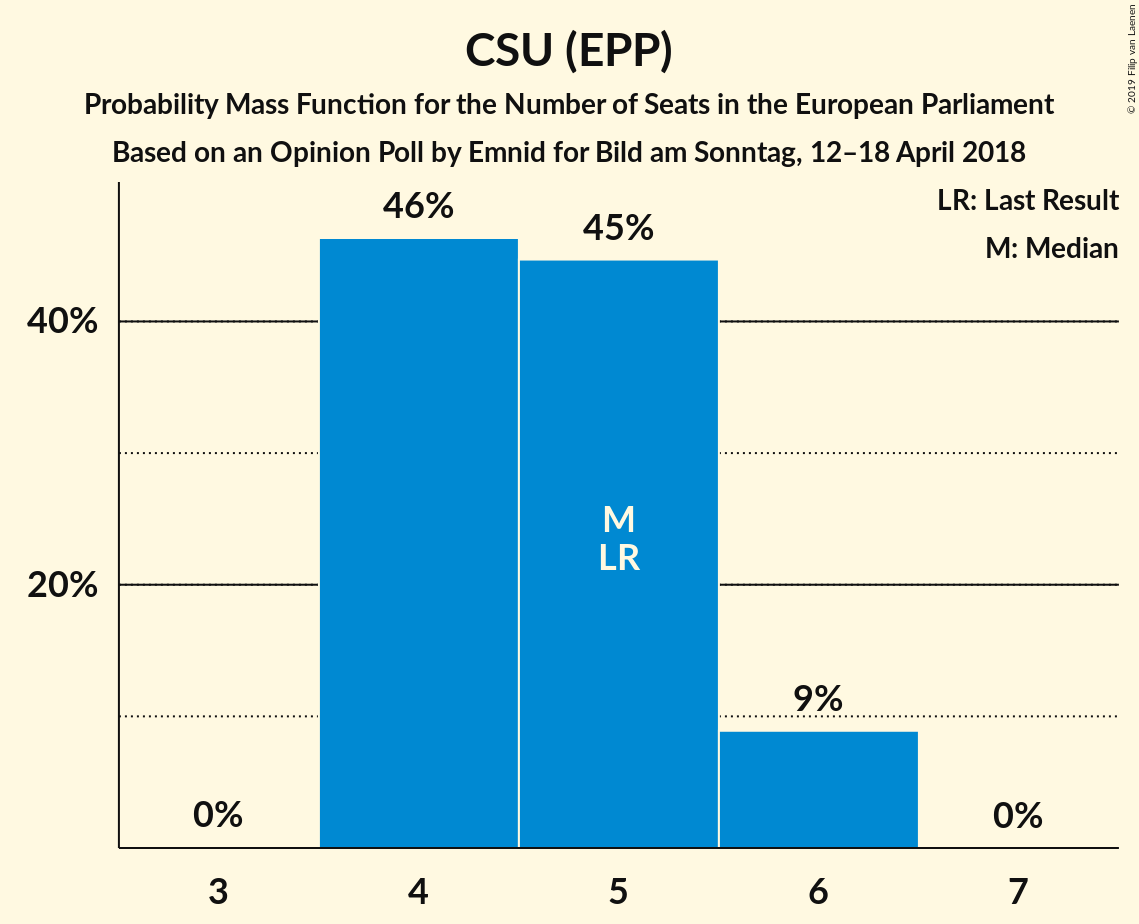 © 2019 Filip van Laenen
CSU (EPP)
Probability Mass Function for the Number of Seats in the European Parliament
Based on an Opinion Poll by Emnid for Bild am Sonntag, 12–18 April 2018
LR: Last Result
M: Median
46%
45%
40%
M
LR
20%
9%
0%
0%
3 4 5 6 7